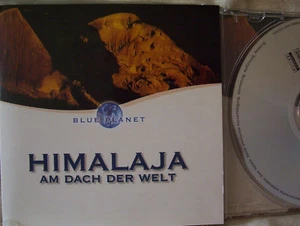 BLUE PLANET
HIMALAJA
AM DACH DER WELT